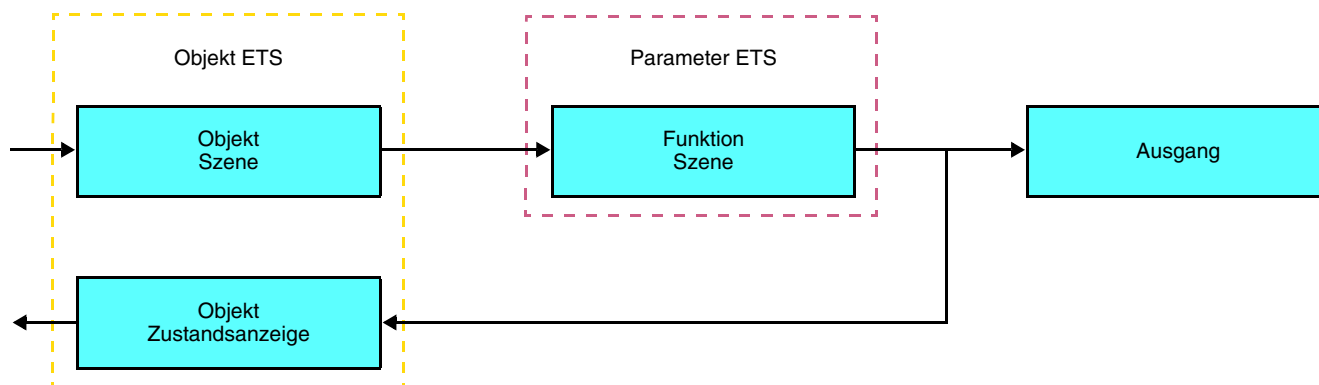 Objekt ETS
Parameter ETS
Objekt
Szene
Funktion
Szene
Ausgang
Objekt
Zustandsanzeige